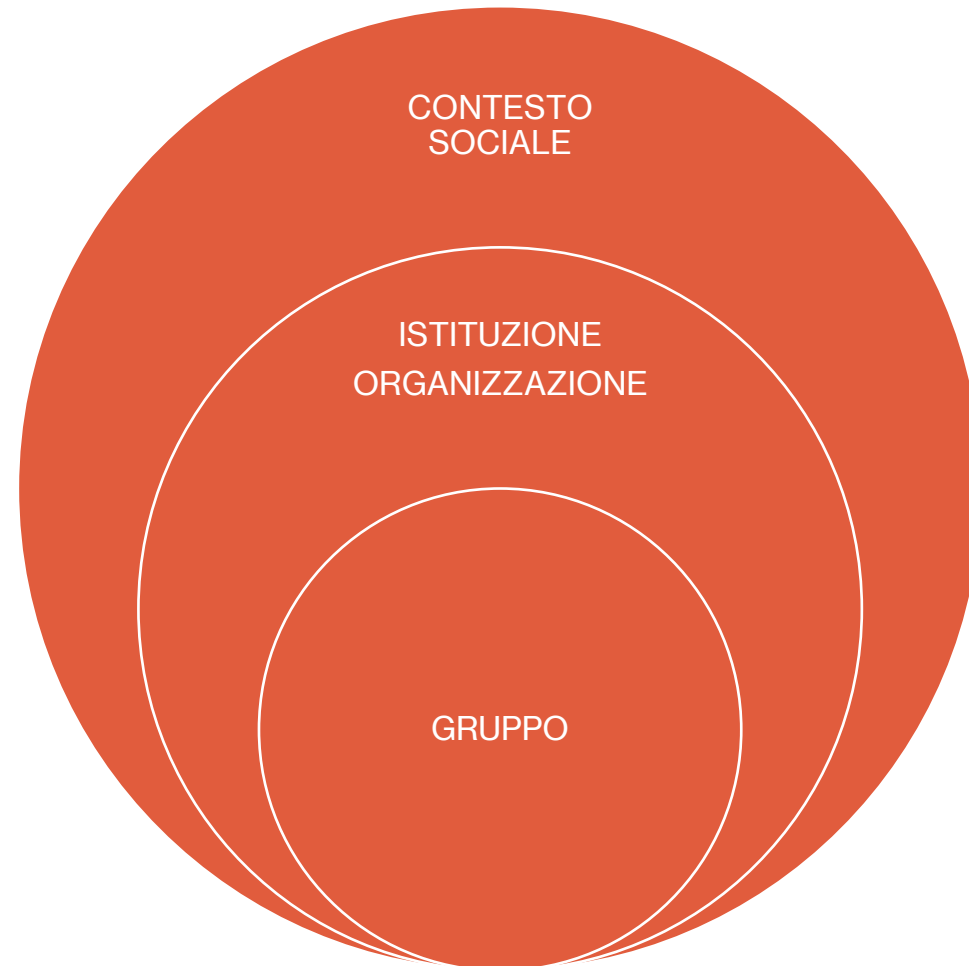 CONTESTO
SOCIALE
ISTITUZIONE
ORGANIZZAZIONE
GRUPPO